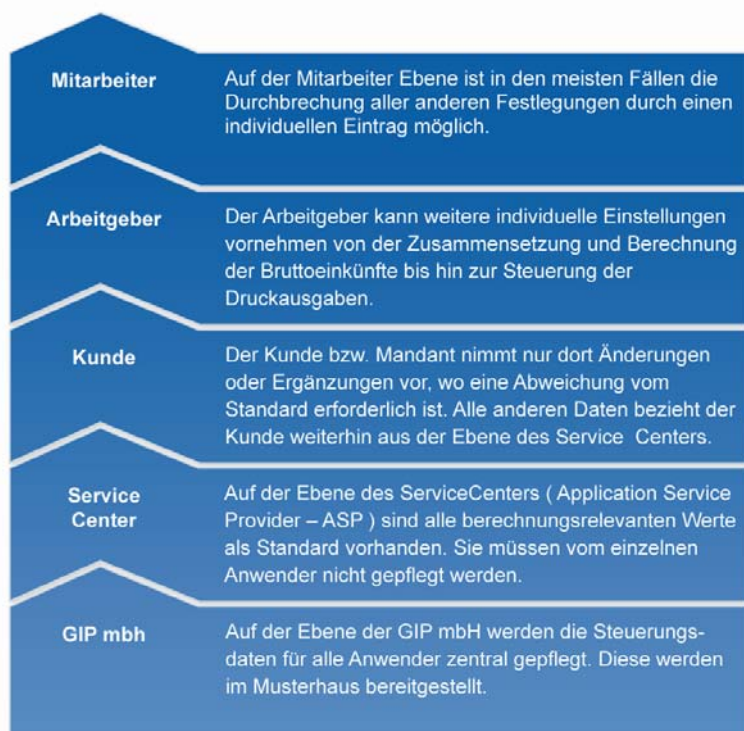 Mitarbeiter
Auf der Mitarbeiter Ebene ist in den meisten Fällen die
Durchbrechung aller anderen Festlegungen durch einen
individuellen Eintrag möglich.
Arbeitgeber
Der Arbeitgeber kann weitere individuelle Einstellungen
vornehmen von der Zusammensetzung und Berechnung
der Bruttoeinkünfte bis hin zur Steuerung der
Druckausgaben.
Kunde
Der Kunde bzw. Mandant nimmt nur dort Änderungen
oder Ergänzungen vor, wo eine Abweichung vom
Standard erforderlich ist. Alle anderen Daten bezieht der
Kunde weiterhin aus der Ebene des Service Centers.
Service
Center
Auf der Ebene des ServiceCenters ( Application Service
Provider – ASP ) sind alle berechnungsrelevanten Werte
als Standard vorhanden. Sie müssen vom einzelnen
Anwender nicht gepflegt werden.
GIP mbh
Auf der Ebene der GIP mbH werden die Steuerungs-
daten für alle Anwender zentral gepflegt. Diese werden
im Musterhaus bereitgestellt.